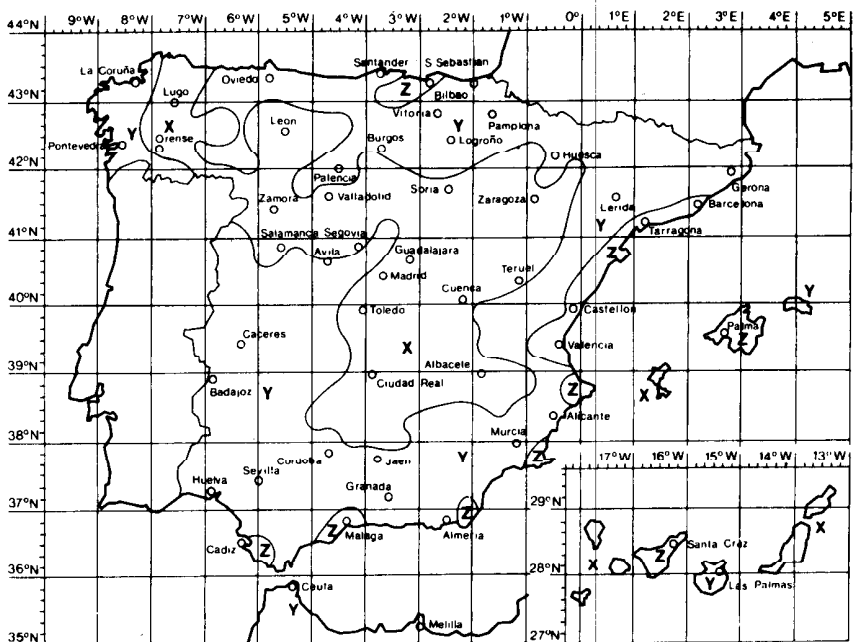 9°W 8°W 7°W 6°W 5°W 4°W 3°W 2°W 1°W 0° 1°E 2°E 3°E 4°E 5°E
44°N
Santander S Sebastian
La Coruña Oviedo
Z
Bilbao
43°N
Lugo
Leon Vitoria Pamplona
Y X Y
Pontevedra Orense Burgos Logroño
Huesca
42°N
Palencia
Soria Gerona
Zamora Valladolid Zaragoza Lerida Barcelona
Y Tarragona
Salamanca Segovia
41°N
Avila Guadalajara Z
Madrid Teruel
Cuenca Y
40°N
Toledo Castellon
Palma
Caceres X Valencia Z
Albacele
39°N
Badajoz Y Ciudad Real Z X
Alicante
Murcia
38°N
Cordoba Jaen Y Z
17°W 16°W 14°W 13°W
Sevilla
Huelva Granada
37°N
Z 29°N
Z X
Cadiz Z Malaga Almeria Santa Cruz
X Z
36°N
28°N
Ceuta Y Las Palmas
Y
Melilla
35°N 27°N